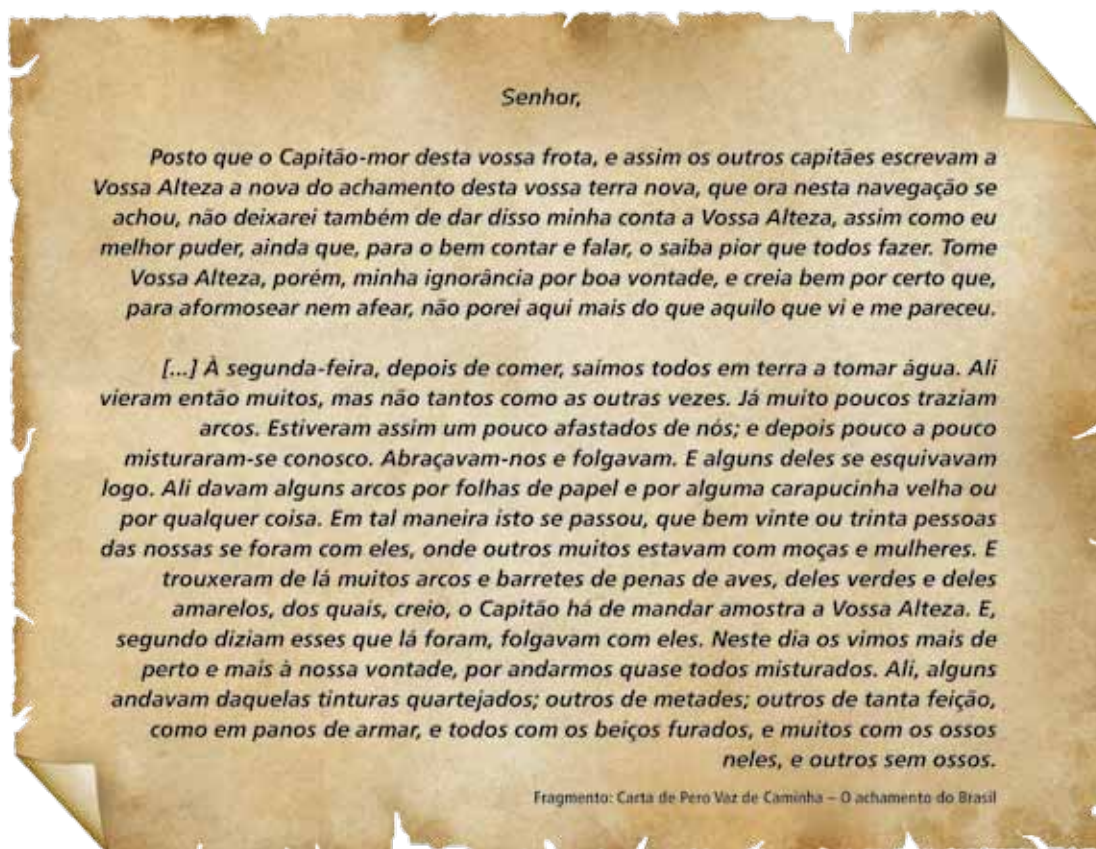 Senhor,
Posto que o Capitão-mor desta vossa frota, e assim os outros capitães escrevam a
Vossa Alteza a nova do achamento desta vossa terra nova, que ora nesta navegação se
achou, não deixarei também de dar disso minha conta a Vossa Alteza, assim como eu
melhor puder, ainda que, para o bem contar e falar, o saiba pior que todos fazer. Tome
Vossa Alteza, porém, minha ignorância por boa vontade, e creia bem por certo que,
para aformosear nem afear, não porei aqui mais do que aquilo que vi e me pareceu.
[...] À segunda-feira, depois de comer, saímos todos em terra a tomar água. Ali
vieram então muitos, mas não tantos como as outras vezes. Já muito poucos traziam
arcos. Estiveram assim um pouco afastados de nós; e depois pouco a pouco
misturaram-se conosco. Abraçavam-nos e folgavam. E alguns deles se esquivavam
logo. Ali davam alguns arcos por folhas de papel e por alguma carapucinha velha ou
por qualquer coisa. Em tal maneira isto se passou, que bem vinte ou trinta pessoas
das nossas se foram com eles, onde outros muitos estavam com moças e mulheres. E
trouxeram de lá muitos arcos e barretes de penas de aves, deles verdes e deles
amarelos, dos quais, creio, o Capitão há de mandar amostra a Vossa Alteza. E,
segundo diziam esses que lá foram, folgavam com eles. Neste dia os vimos mais de
perto e mais à nossa vontade, por andarmos quase todos misturados. Ali, alguns
andavam daquelas tinturas quartejados; outros de metades; outros de tanta feição,
como em panos de armar, e todos com os beiços furados, e muitos com os ossos
neles, e outros sem ossos.
Fragmento: Carta de Pero Vaz de Caminha – O achamento do Brasil